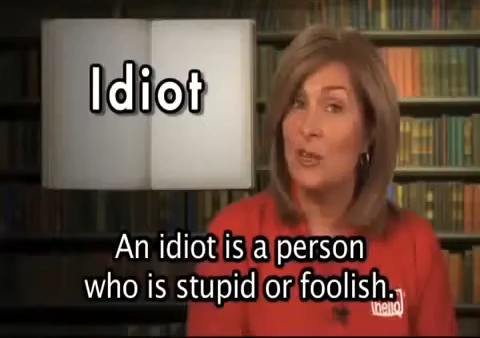 Idiot
An idiot is a person
who is stupid or foolish.
hello